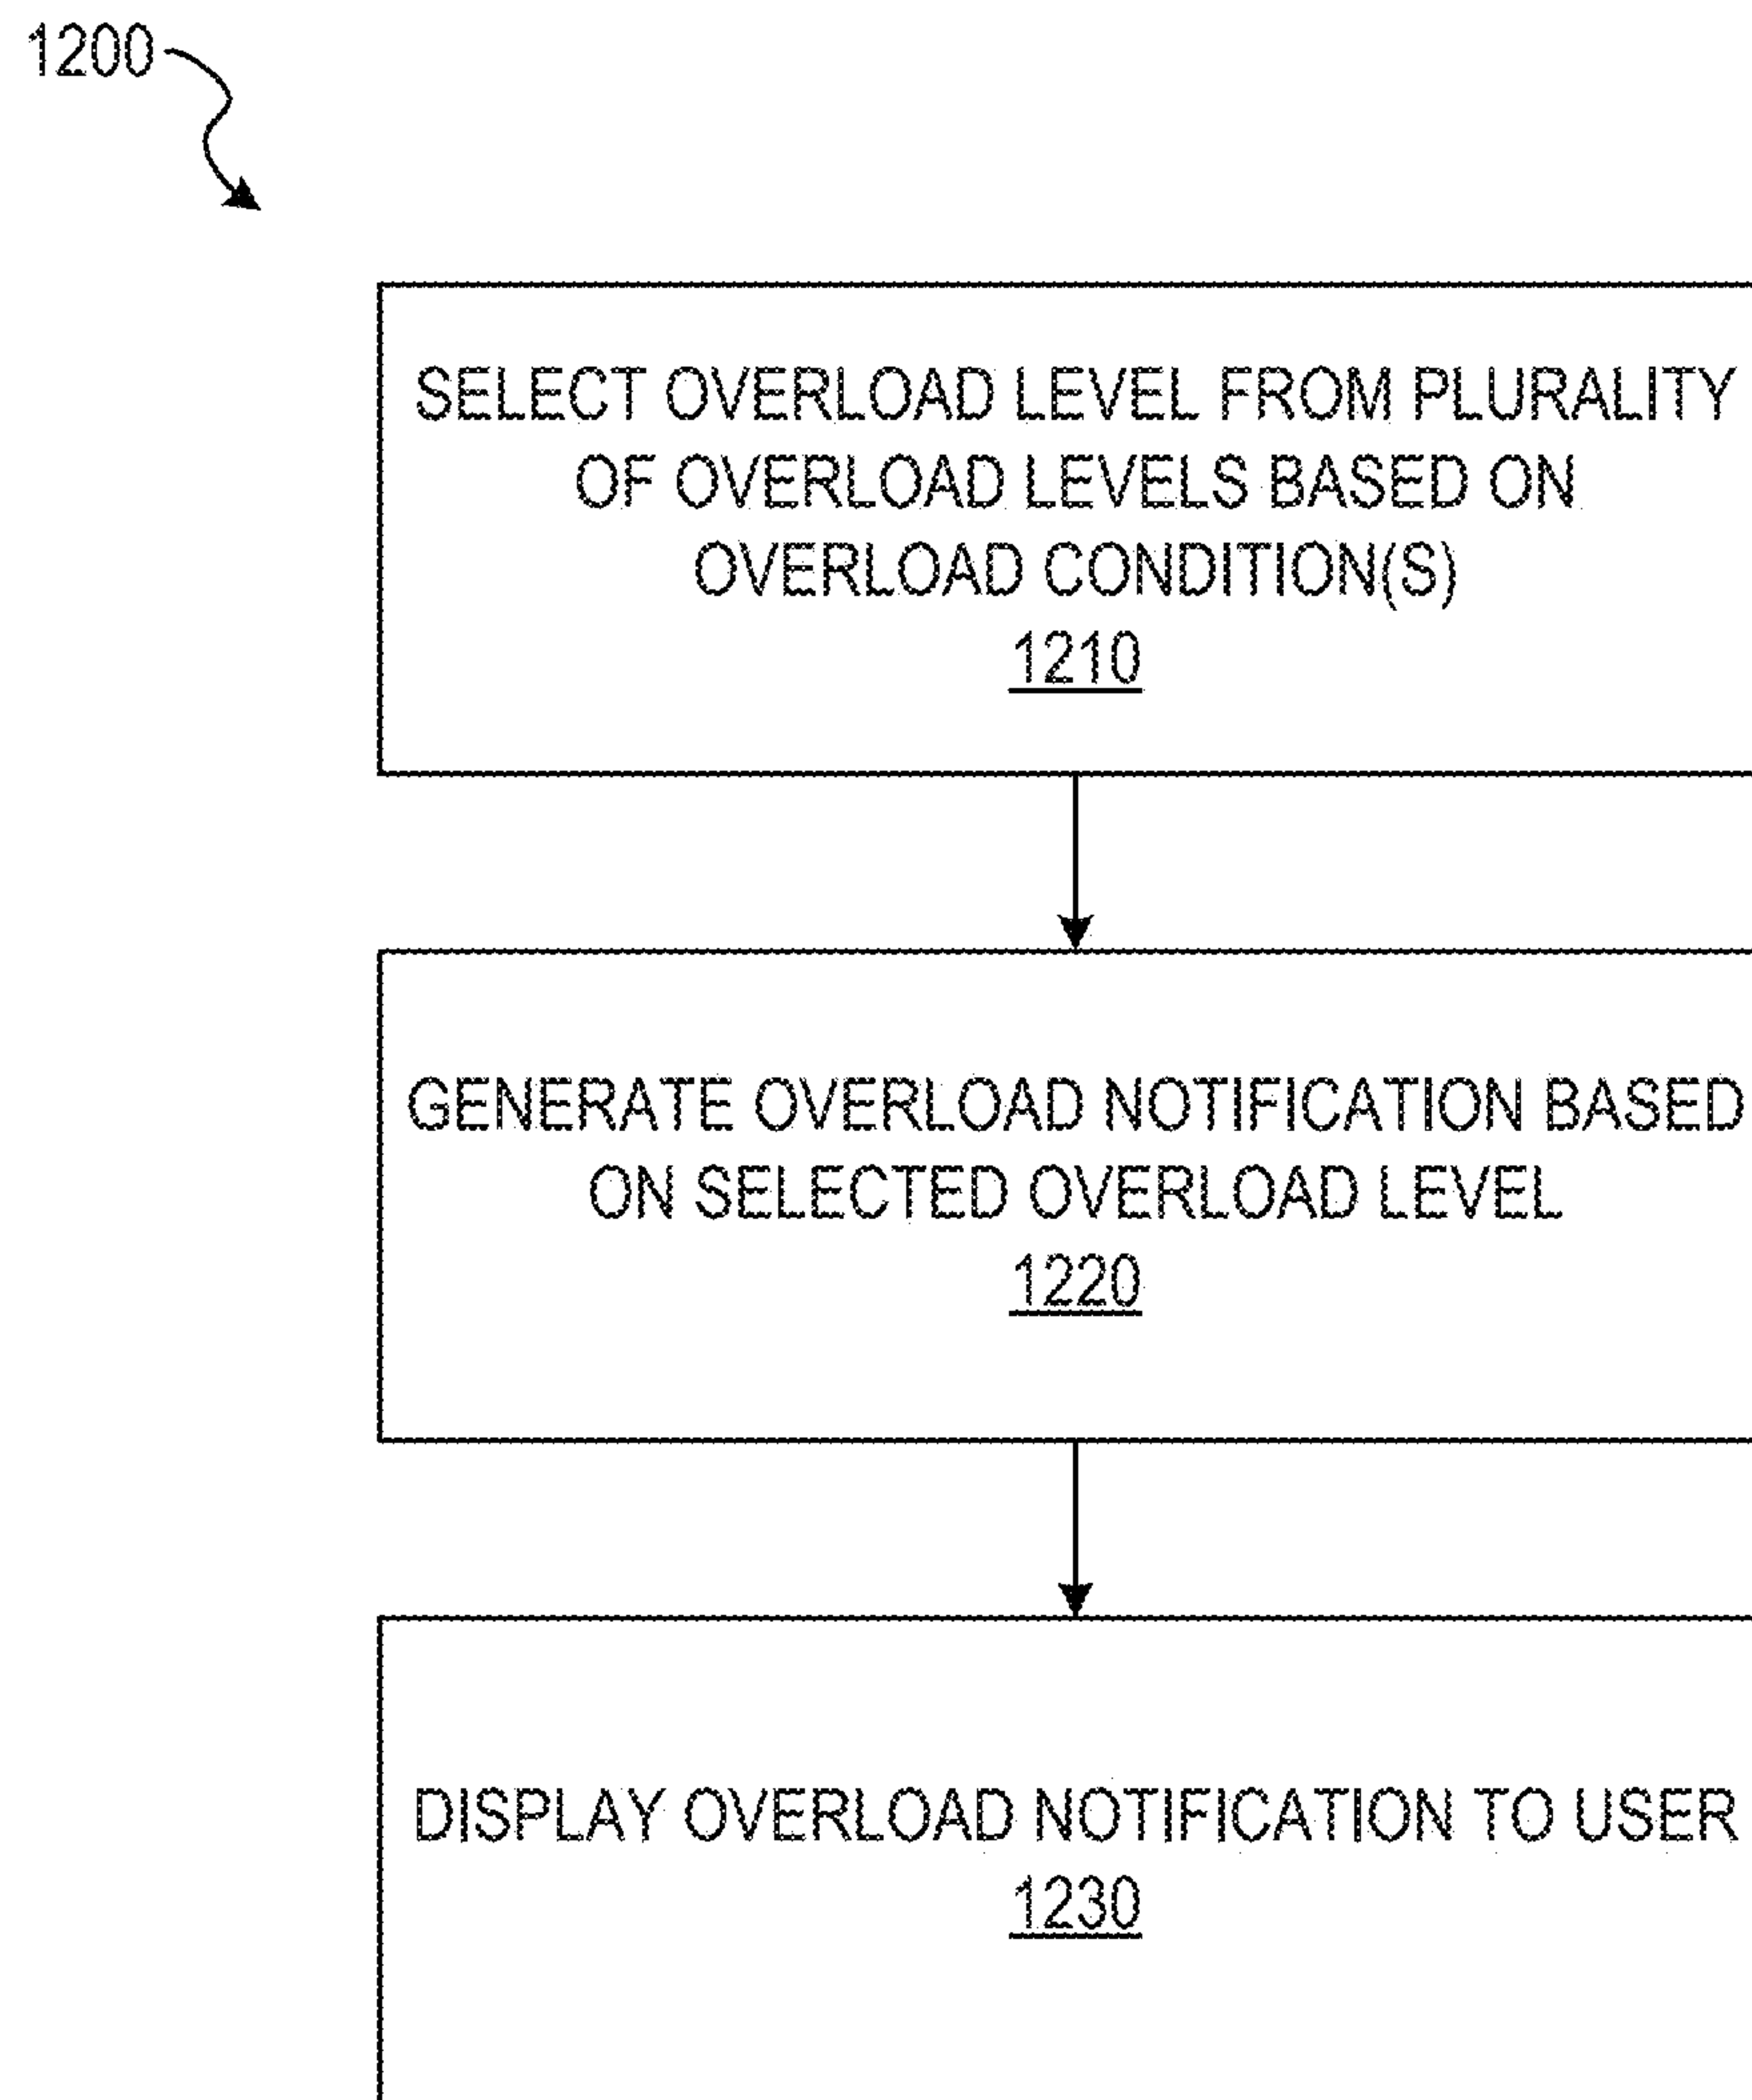 1200
SELECT OVERLOAD LEVEL FROM PLURALITY
OF OVERLOAD LEVELS BASED ON
OVERLOAD CONDITION(S)
1210
GENERATE OVERLOAD NOTIFICATION BASED
ON SELECTED OVERLOAD LEVEL
1220
DISPLAY OVERLOAD NOTIFICATION TO USER
1230